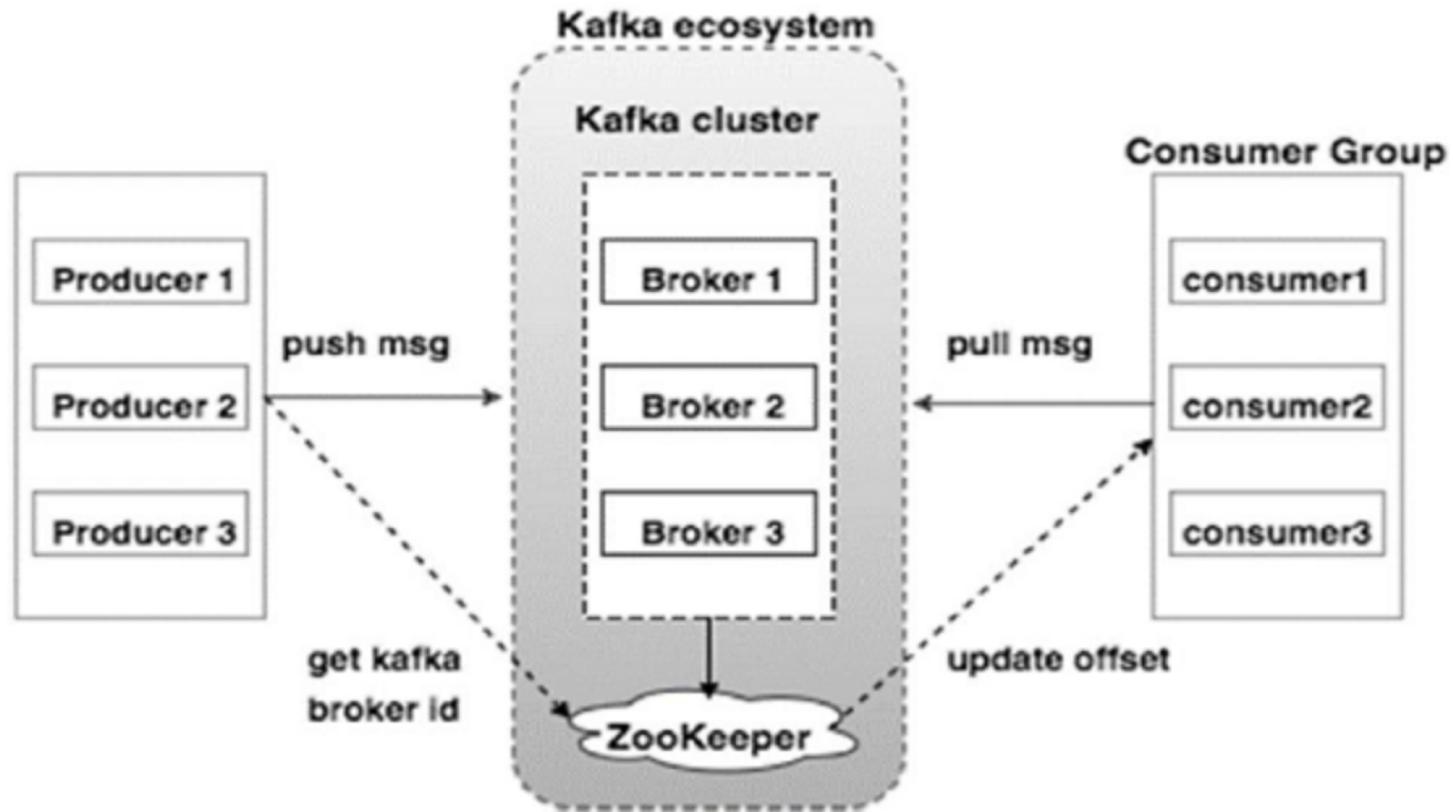 Kafka ecosystem
Kafka cluster
Consumer Group
Producer 1
Producer 2
Producer 3
push msg
Broker 1
Broker 2
Broker 3
pull msg
consumer1
consumer2
consumer3
get kafka
broker id
ZooKeeper
update offset